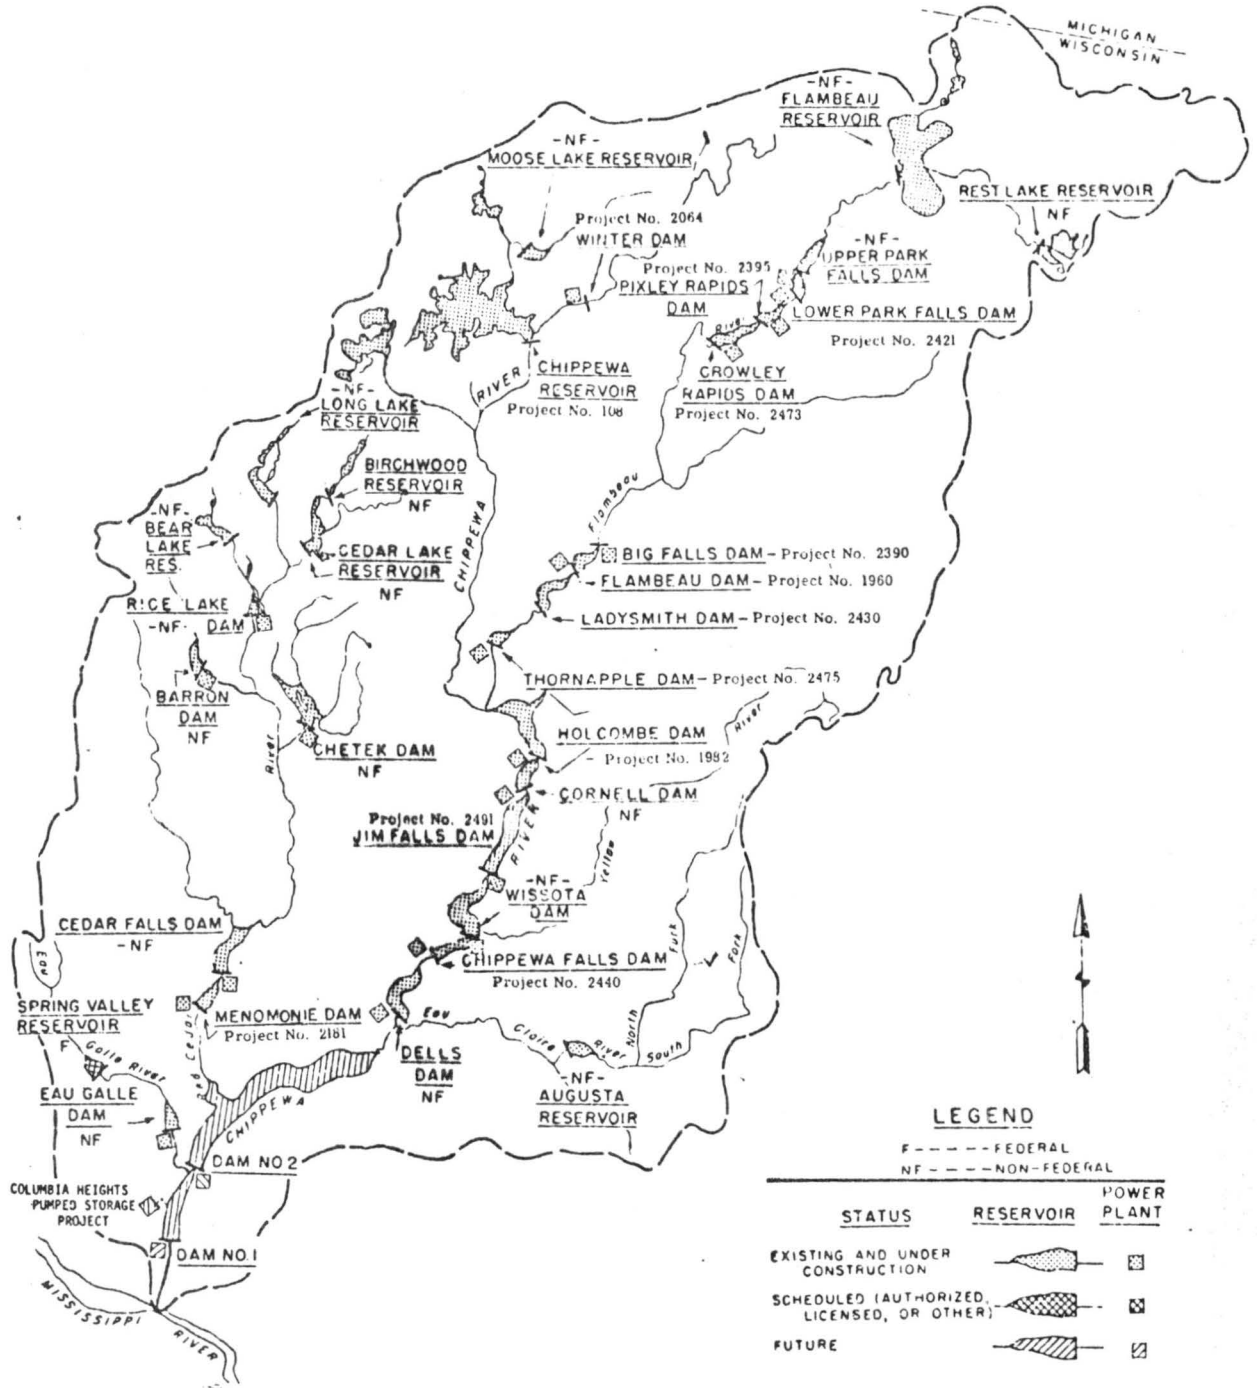 MICHIGAN
WISCONSIN
-NF-
FLAMBEAU
RESERVOIR
-NF-
MOOSE LAKE RESERVOIR
REST LAKE RESERVOIR
NF
Project No. 2064
WINTER DAM
-NF-
UPPER PARK
FALLS DAM
Project No. 2395
PIXLEY RAPIDS
DAM
River
LOWER PARK FALLS DAM
Project No. 2421
CHIPPEWA
RESERVOIR
Project No. 108
RIVER
CROWLEY
RAPIDS DAM
Project No. 2473
-NF-
LONG LAKE
RESERVOIR
BIRCHWOOD
RESERVOIR
NF
Flambeau
CHIPPEWA
-NF-
BEAR
LAKE
RES.
CEDAR LAKE
RESERVOIR
NF
BIG FALLS DAM - Project No. 2390
FLAMBEAU DAM - Project No. 1960
LADYSMITH DAM - Project No. 2430
RICE LAKE
-NF- DAM
THORNAPPLE DAM - Project No. 2475
BARRON
DAM
NF
River
River
HOLCOMBE DAM
- Project No. 1982
CHETEK DAM
NF
CORNELL DAM
NF
Project No. 2491
JIM FALLS DAM
RIVER
Yellow
-NF-
WISSOTA
DAM
CEDAR FALLS DAM
-NF
Fork
Fork
CHIPPEWA FALLS DAM
Project No. 2440
Eau
SPRING VALLEY
RESERVOIR
F
MENOMONIE DAM
Project No. 2181
Eau
Claire
River
North
South
Galle River
Red Cedar
DELLS
DAM
NF
-NF-
AUGUSTA
RESERVOIR
EAU GALLE
DAM
NF
CHIPPEWA
DAM NO 2
COLUMBIA HEIGHTS
PUMPED STORAGE
PROJECT
DAM NO.1
MISSISSIPPI
RIVER
LEGEND
F - - - - - FEDERAL
NF - - - - - NON-FEDERAL
STATUS RESERVOIR POWER PLANT
EXISTING AND UNDER
CONSTRUCTION
SCHEDULED (AUTHORIZED,
LICENSED, OR OTHER)
FUTURE